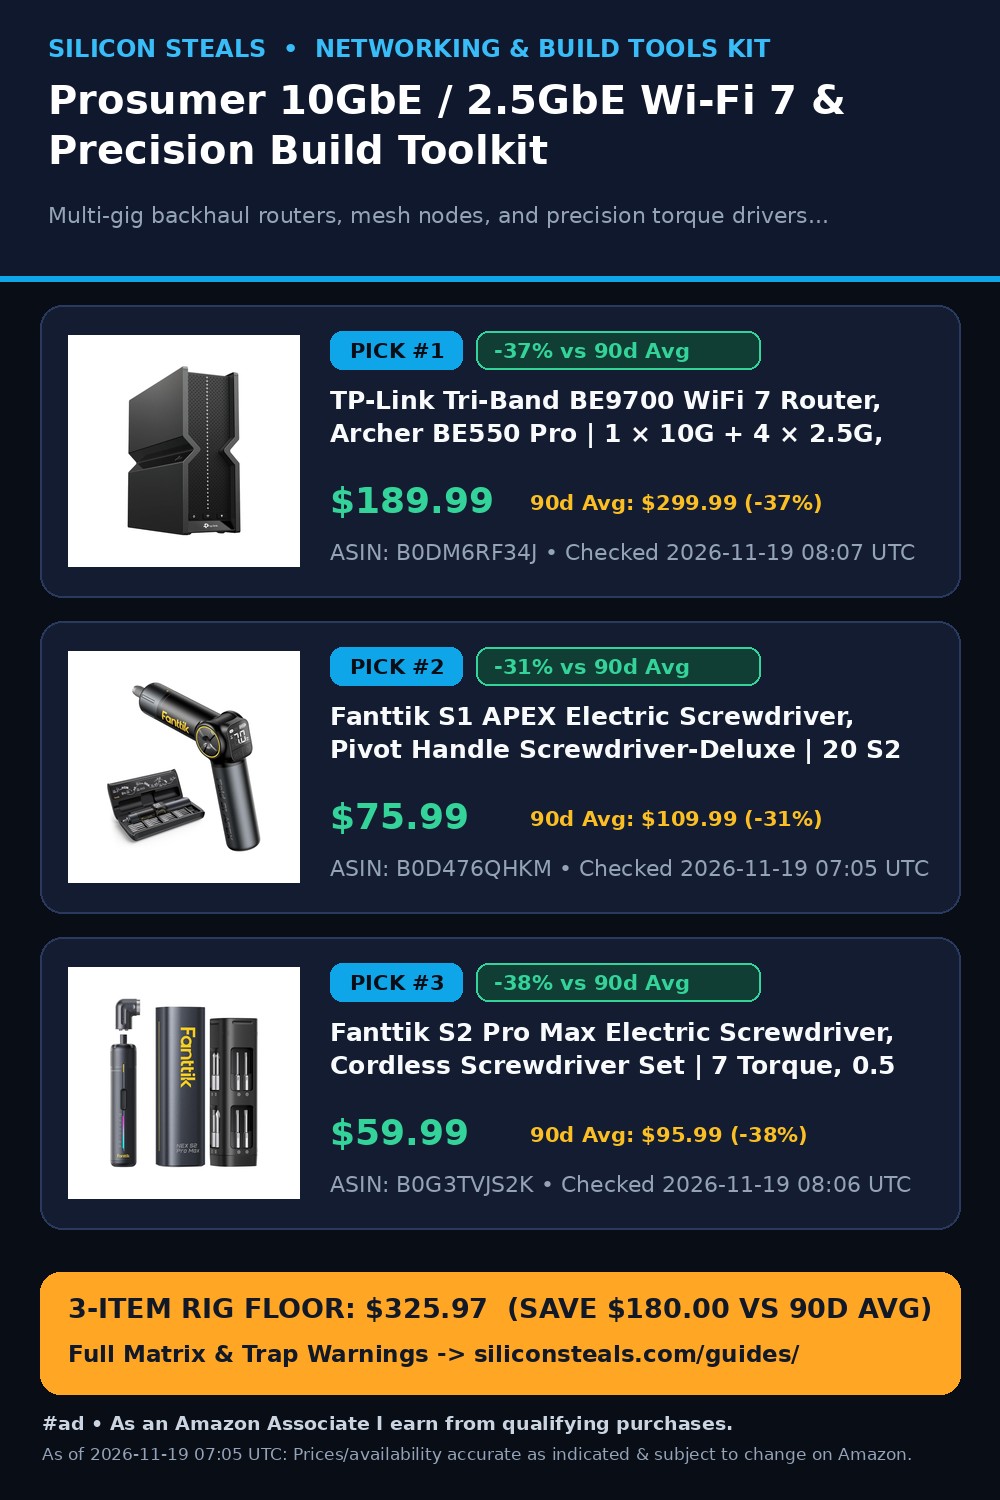 SILICON STEALS • NETWORKING & BUILD TOOLS KIT
Prosumer 10GbE / 2.5GbE Wi-Fi 7 &
Precision Build Toolkit
Multi-gig backhaul routers, mesh nodes, and precision torque drivers...
PICK #1
-37% vs 90d Avg
TP-Link Tri-Band BE9700 WiFi 7 Router,
Archer BE550 Pro | 1 × 10G + 4 × 2.5G,
$189.99
90d Avg: $299.99 (-37%)
ASIN: B0DM6RF34J • Checked 2026-11-19 08:07 UTC
PICK #2
-31% vs 90d Avg
Fanttik
Fanttik S1 APEX Electric Screwdriver,
Pivot Handle Screwdriver-Deluxe | 20 S2
$75.99
90d Avg: $109.99 (-31%)
ASIN: B0D476QHKM • Checked 2026-11-19 07:05 UTC
PICK #3
-38% vs 90d Avg
Fanttik
HEX S2
Pro Max
Fanttik S2 Pro Max Electric Screwdriver,
Cordless Screwdriver Set | 7 Torque, 0.5
$59.99
90d Avg: $95.99 (-38%)
ASIN: B0G3TVJS2K • Checked 2026-11-19 08:06 UTC
3-ITEM RIG FLOOR: $325.97 (SAVE $180.00 VS 90D AVG)
Full Matrix & Trap Warnings -> siliconsteals.com/guides/
#ad • As an Amazon Associate I earn from qualifying purchases.
As of 2026-11-19 07:05 UTC: Prices/availability accurate as indicated & subject to change on Amazon.